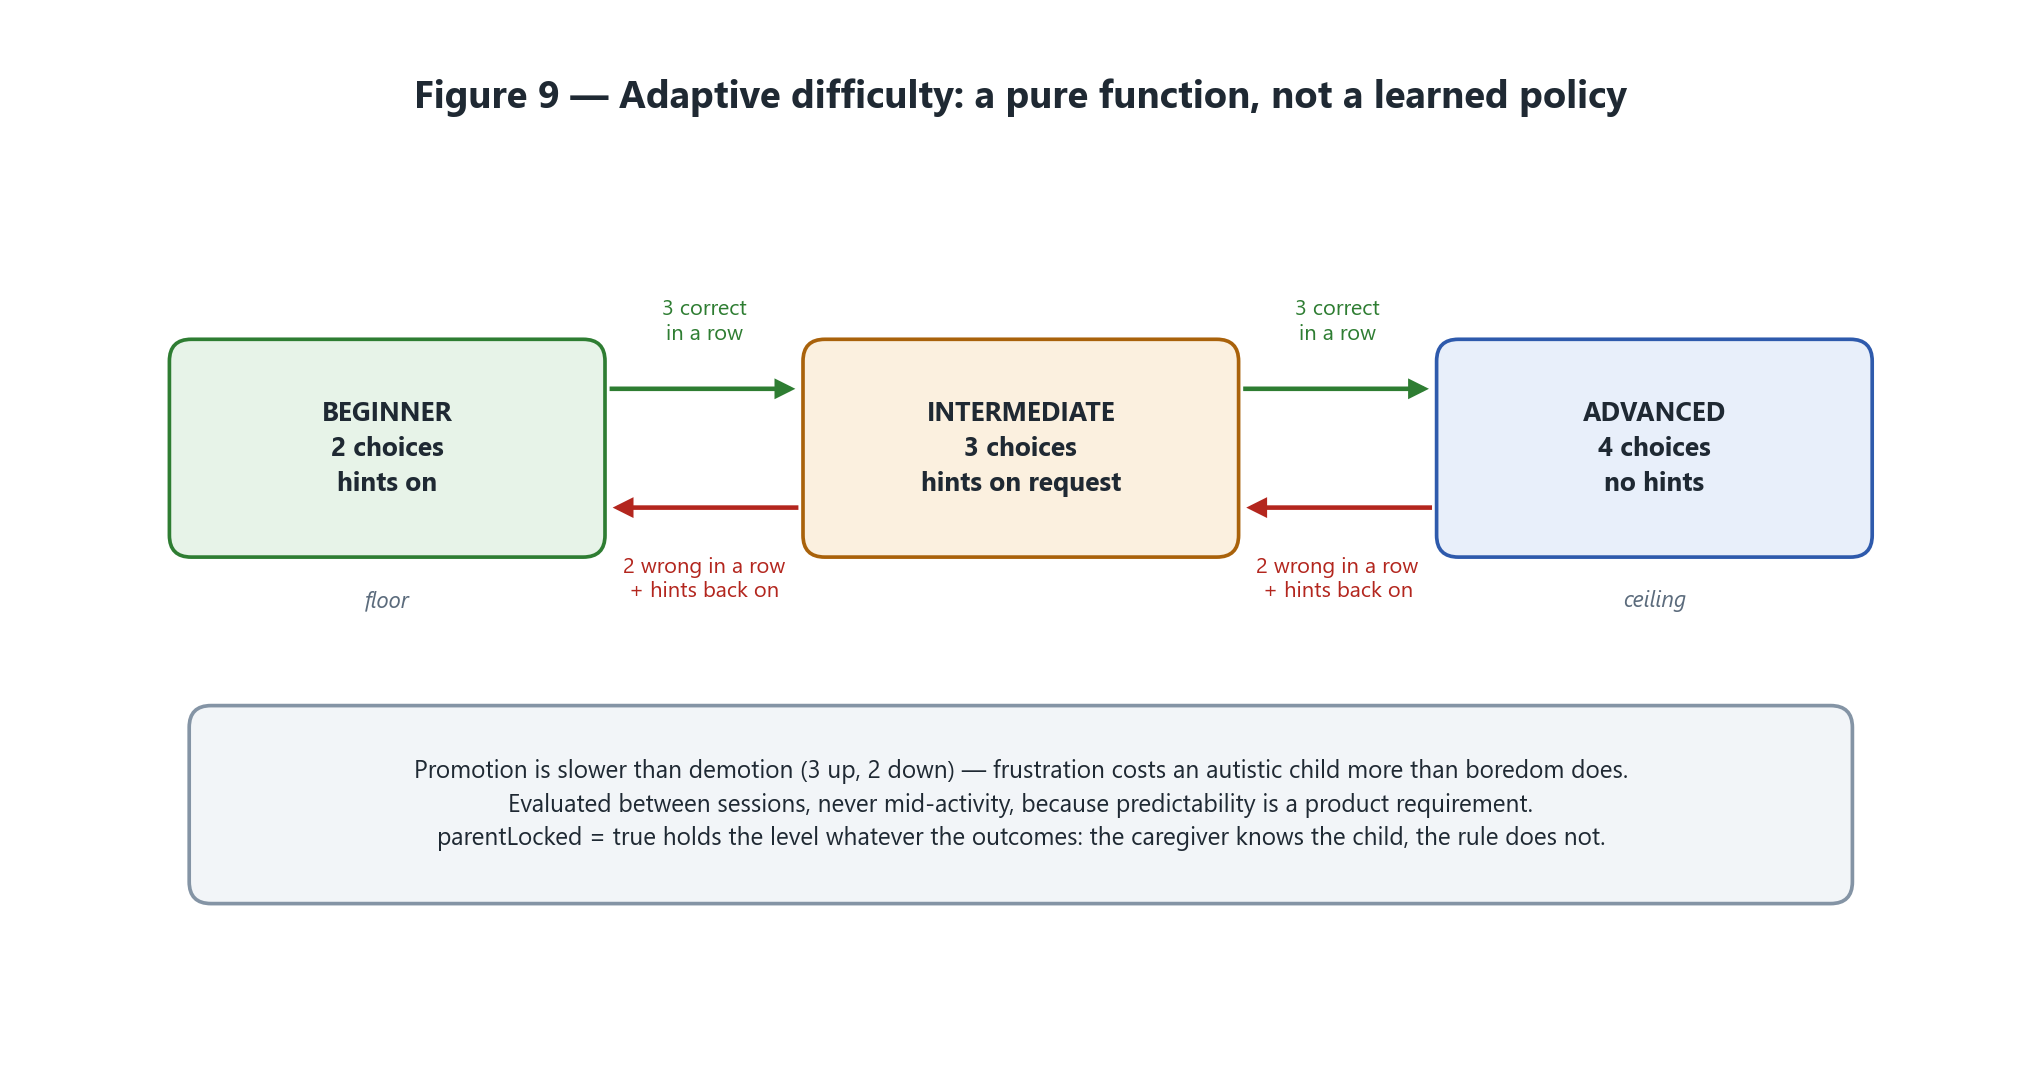 Figure 9 — Adaptive difficulty: a pure function, not a learned policy
3 correct
in a row
3 correct
in a row
BEGINNER
2 choices
hints on
INTERMEDIATE
3 choices
hints on request
ADVANCED
4 choices
no hints
2 wrong in a row
+ hints back on
2 wrong in a row
+ hints back on
floor
ceiling
Promotion is slower than demotion (3 up, 2 down) — frustration costs an autistic child more than boredom does.
Evaluated between sessions, never mid-activity, because predictability is a product requirement.
parentLocked = true holds the level whatever the outcomes: the caregiver knows the child, the rule does not.